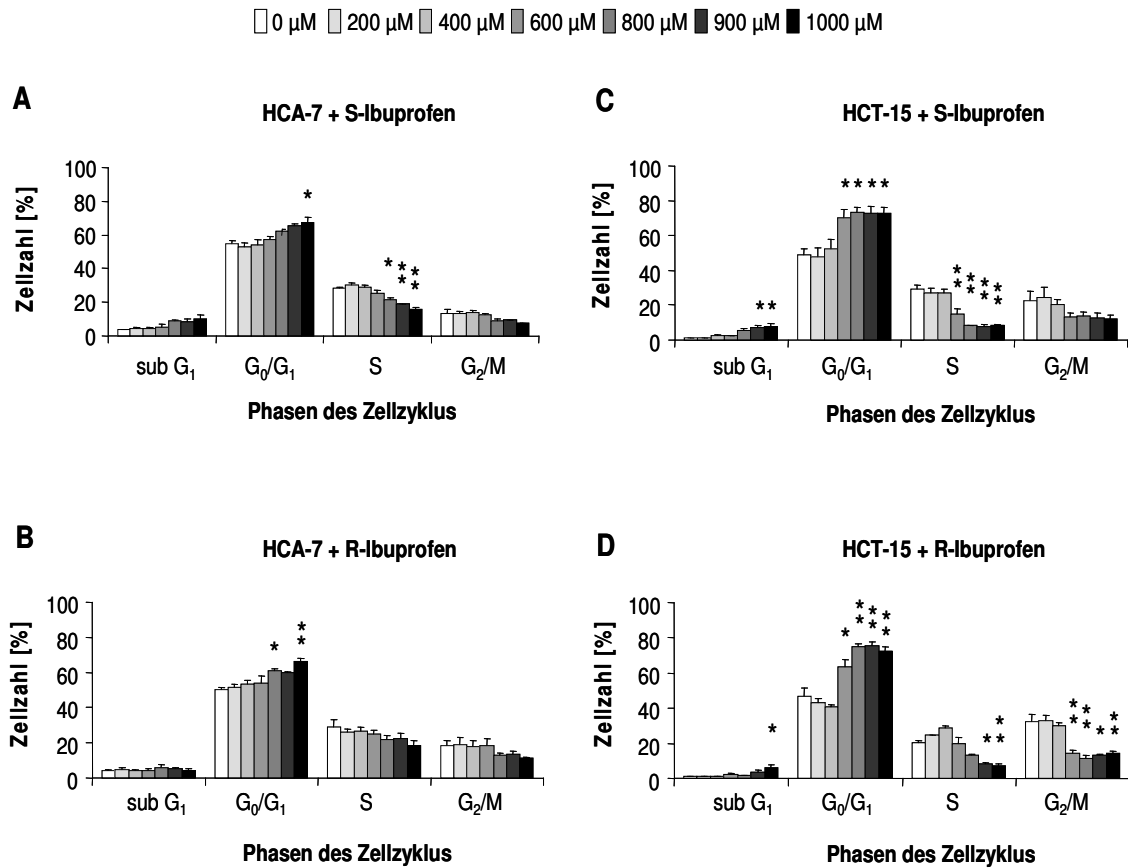 0 µM 200 µM 400 µM 600 µM 800 µM 900 µM 1000 µM
A
HCA-7 + S-Ibuprofen
Zellzahl [%]
100
80
60
40
20
0
*
* ** **
sub G1 G0/G1 S G2/M
Phasen des Zellzyklus
C
HCT-15 + S-Ibuprofen
Zellzahl [%]
100
80
60
40
20
0
* *
* * * *
** ** ** **
sub G1 G0/G1 S G2/M
Phasen des Zellzyklus
B
HCA-7 + R-Ibuprofen
Zellzahl [%]
100
80
60
40
20
0
* **
sub G1 G0/G1 S G2/M
Phasen des Zellzyklus
D
HCT-15 + R-Ibuprofen
Zellzahl [%]
100
80
60
40
20
0
*
* ** ** **
* **
** ** * **
sub G1 G0/G1 S G2/M
Phasen des Zellzyklus